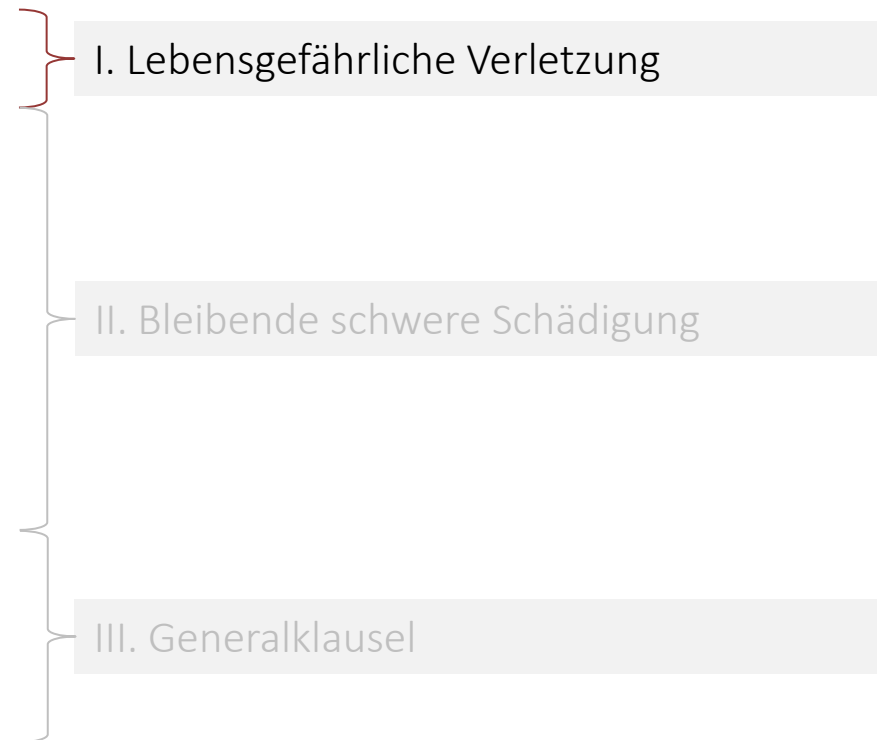 I. Lebensgefährliche Verletzung
II. Bleibende schwere Schädigung
III. Generalklausel